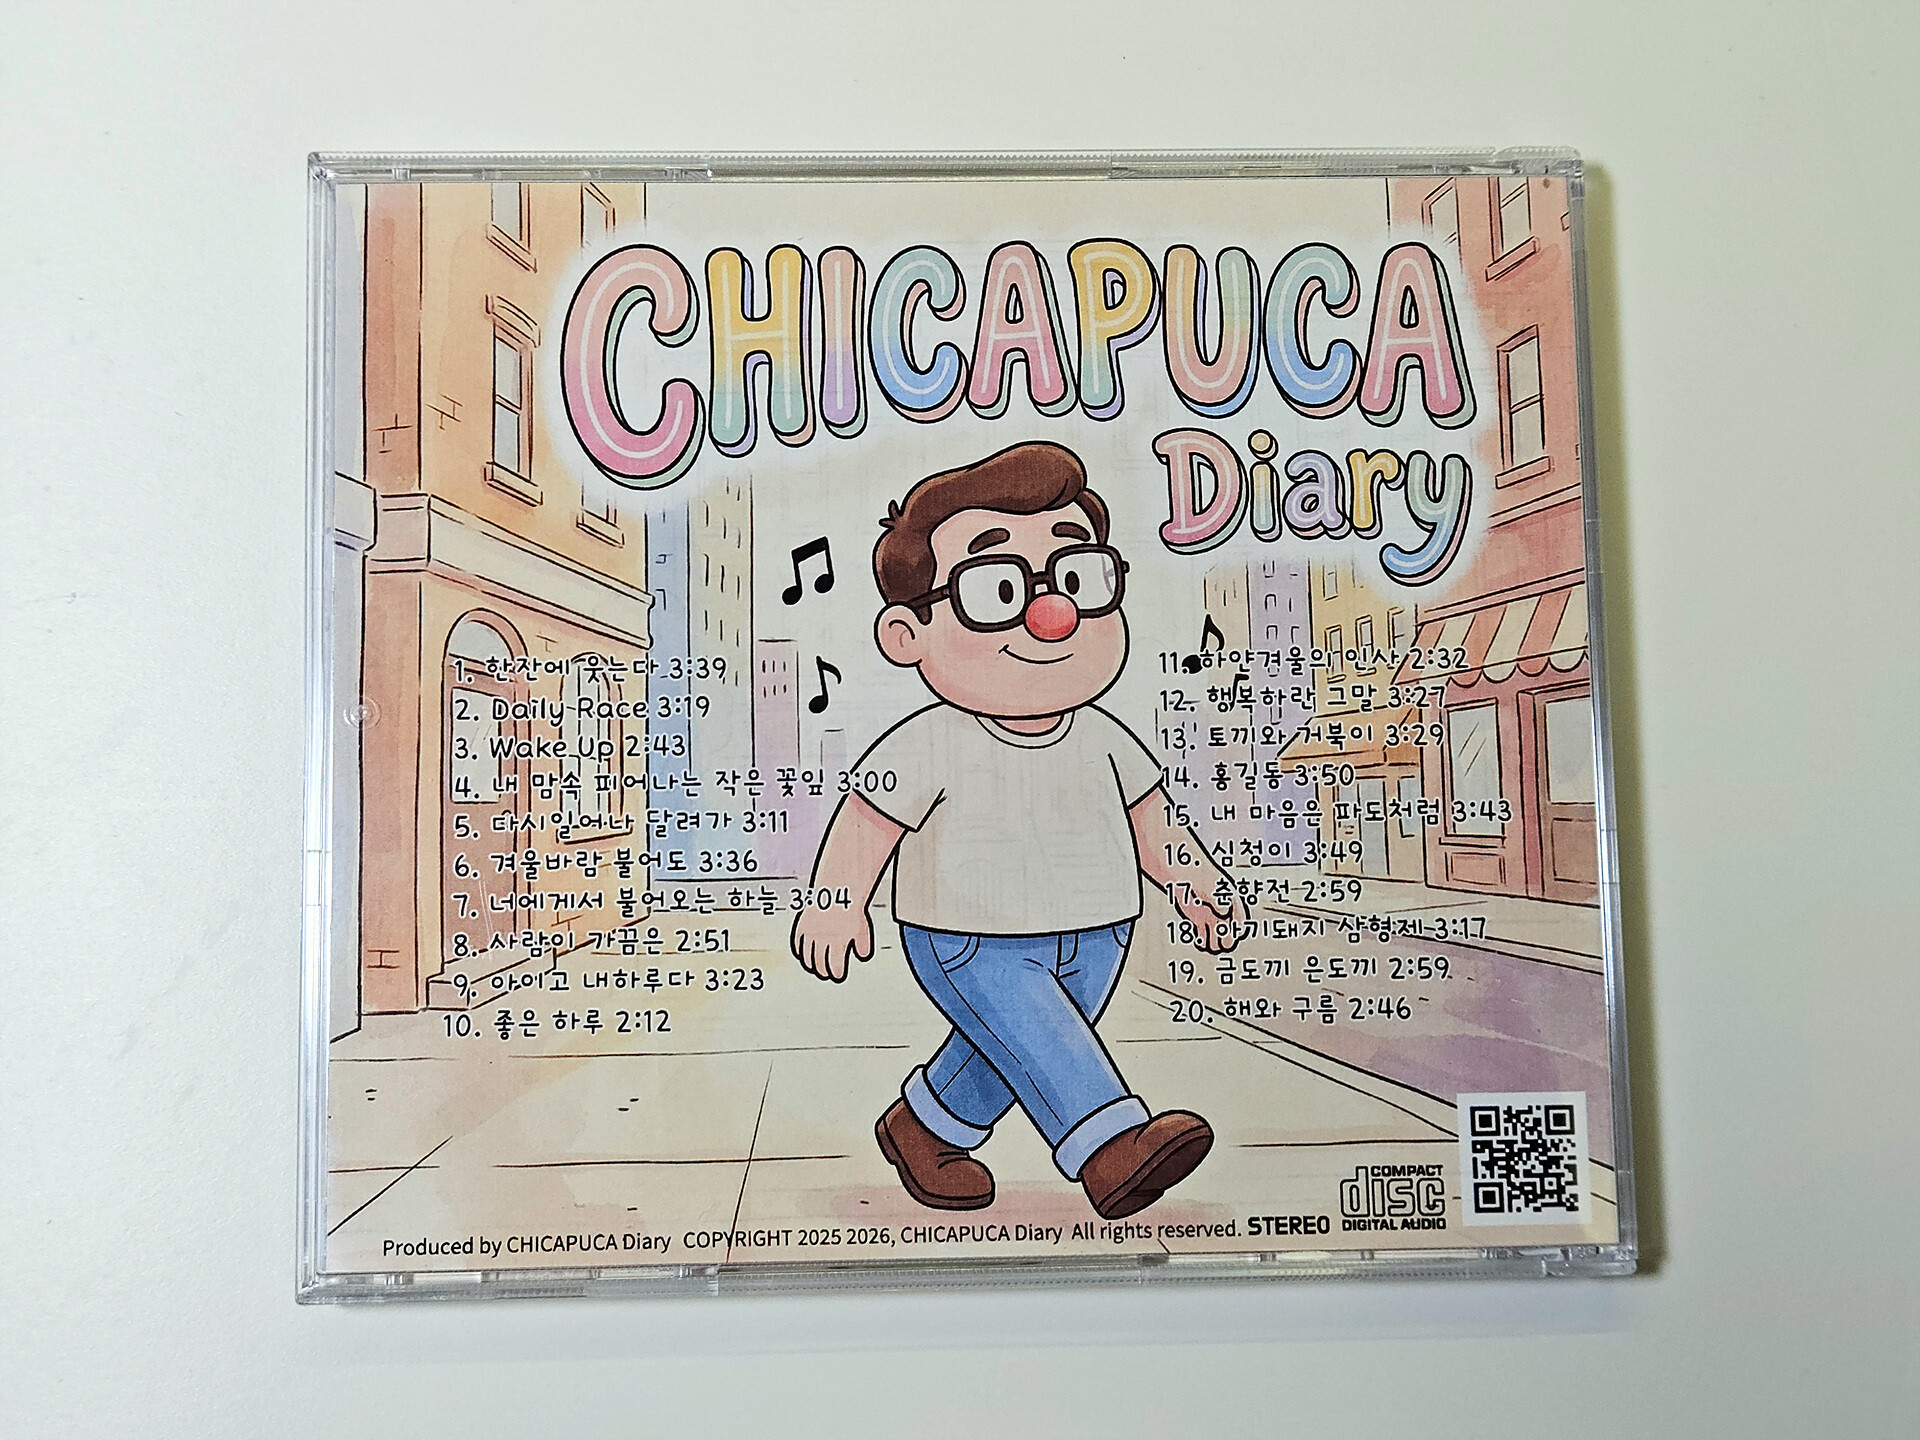 CHICAPUCA
Diary
1. 한잔에 웃는다 3:39
2. Daily Race 3:19
3. Wake Up 2:43
4. 내 맘속 피어나는 작은 꽃잎 3:00
5. 다시일어나 달려가 3:11
6. 겨울바람 불어도 3:36
7. 너에게서 불어오는 하늘 3:04
8. 사람이 가끔은 2:51
9. 아이고 내하루다 3:23
10. 좋은 하루 2:12
11. 하얀겨울의 인사 2:32
12. 행복하란 그말 3:27
13. 토끼와 거북이 3:29
14. 홍길동 3:50
15. 내 마음은 파도처럼 3:43
16. 심청이 3:49
17. 춘향전 2:59
18. 아기돼지 삼형제 3:17
19. 금도끼 은도끼 2:59
20. 해와 구름 2:46
COMPACT
disc
DIGITAL AUDIO
Produced by CHICAPUCA Diary COPYRIGHT 2025 2026, CHICAPUCA Diary All rights reserved. STEREO